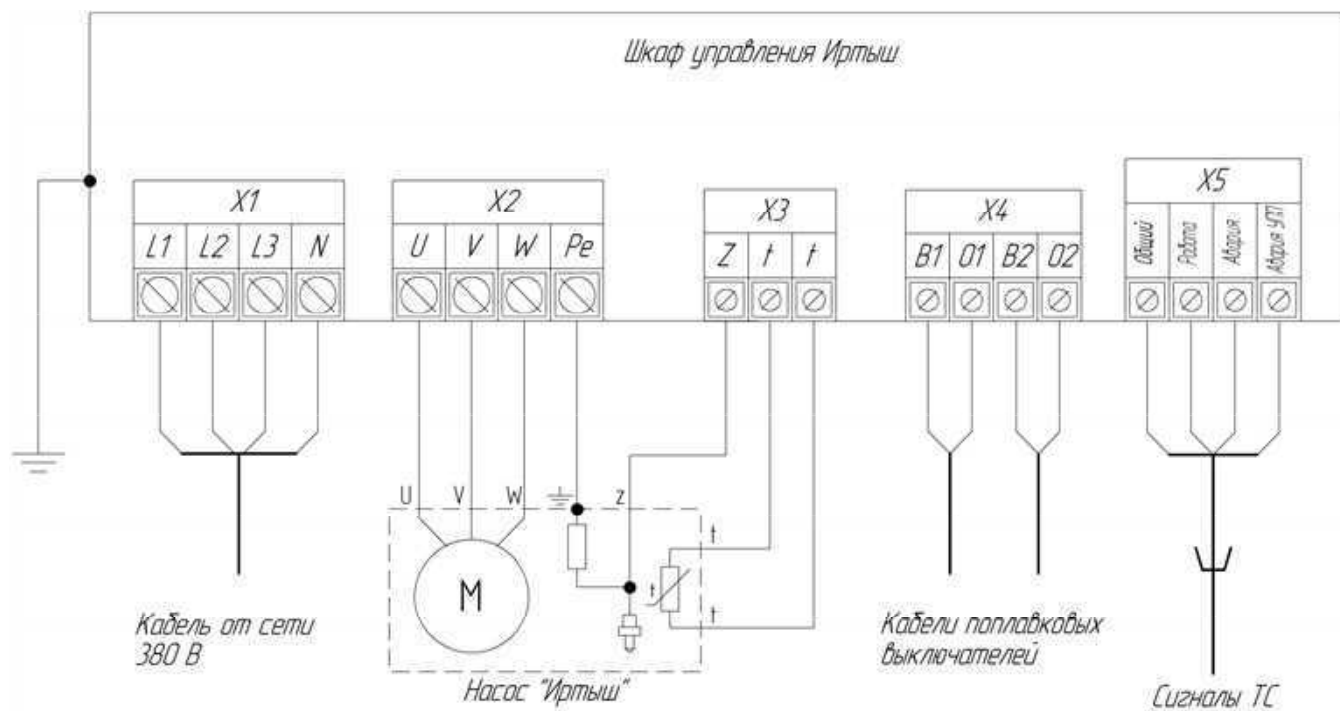 Шкаф управления Иртыш
X1
L1 L2 L3 N
X2
U V W Pe
X3
Z t t
X4
B1 O1 B2 O2
X5
Общий Работа Авария Авария УПП
U V W Z
t
M
t
t
Кабель от сети
380 В
Насос "Иртыш"
Кабели поплавковых
выключателей
Сигналы ТС